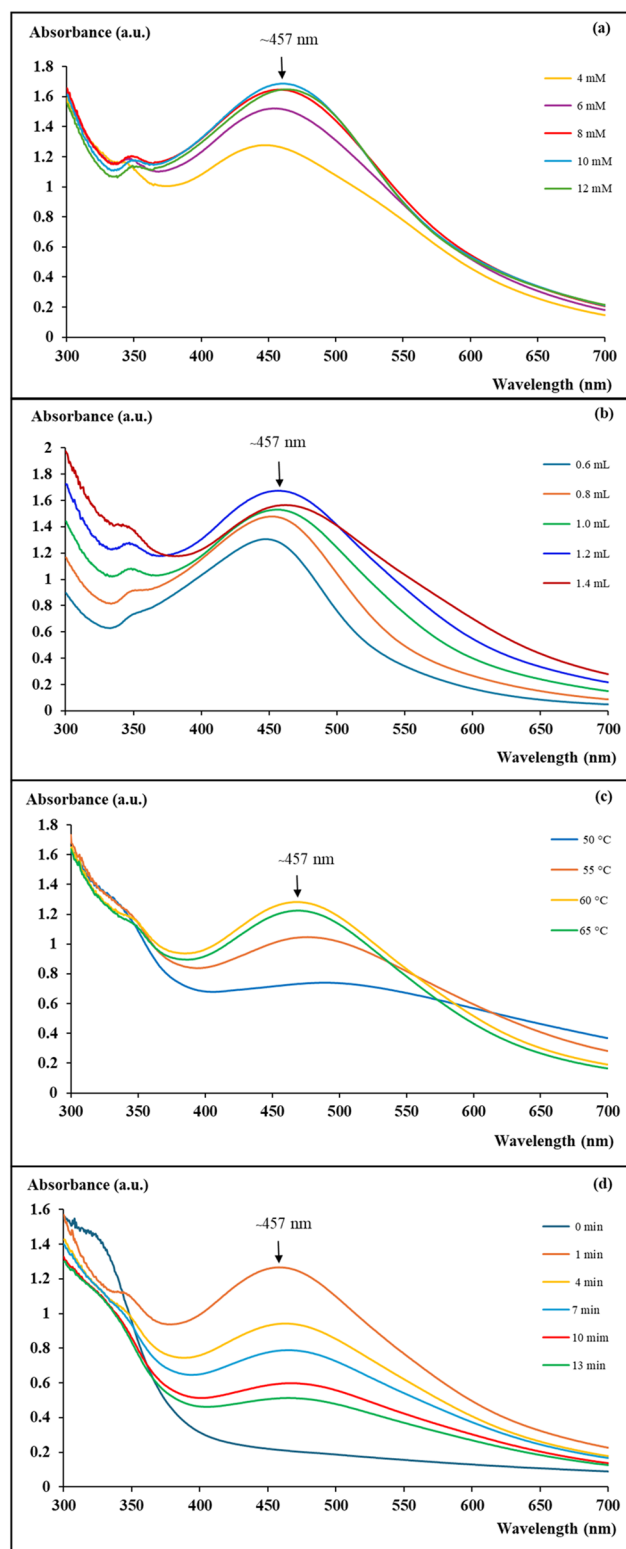 Absorbance (a.u.)
(a)
~457 nm
1.8
1.6
1.4
1.2
1
0.8
0.6
0.4
0.2
0
4 mM
6 mM
8 mM
10 mM
12 mM
300 350 400 450 500 550 600 650 700
Wavelength (nm)
Absorbance (a.u.)
(b)
~457 nm
2
1.8
1.6
1.4
1.2
1
0.8
0.6
0.4
0.2
0
0.6 mL
0.8 mL
1.0 mL
1.2 mL
1.4 mL
300 350 400 450 500 550 600 650 700
Wavelength (nm)
Absorbance (a.u.)
(c)
~457 nm
1.8
1.6
1.4
1.2
1
0.8
0.6
0.4
0.2
0
50 °C
55 °C
60 °C
65 °C
300 350 400 450 500 550 600 650 700
Wavelength (nm)
Absorbance (a.u.)
(d)
~457 nm
1.6
1.4
1.2
1
0.8
0.6
0.4
0.2
0
0 min
1 min
4 min
7 min
10 mim
13 min
300 350 400 450 500 550 600 650 700
Wavelength (nm)